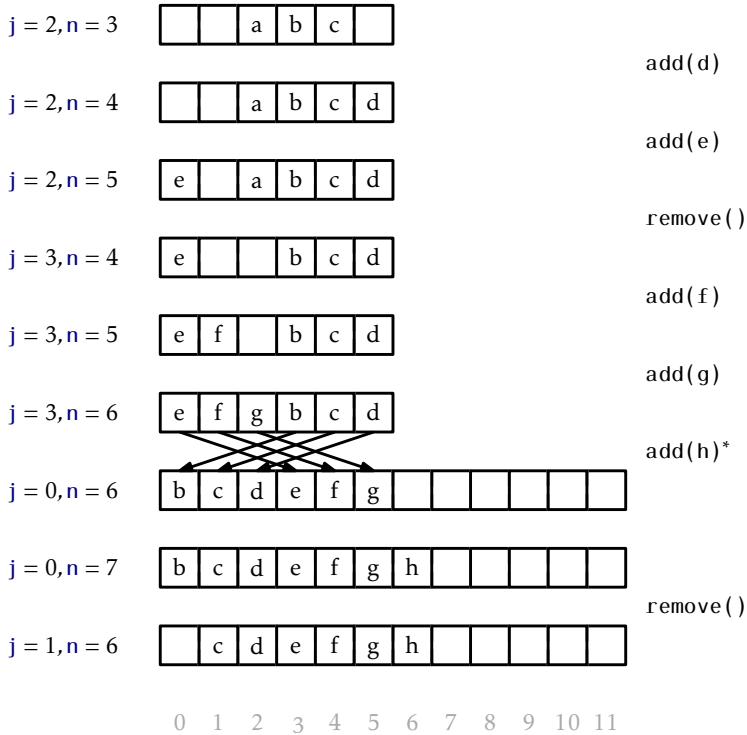 j = 2, n = 3 a b c
add(d)
j = 2, n = 4 a b c d
add(e)
j = 2, n = 5 e a b c d
remove()
j = 3, n = 4 e b c d
add(f)
j = 3, n = 5 e f b c d
add(g)
j = 3, n = 6 e f g b c d
add(h)*
j = 0, n = 6 b c d e f g
j = 0, n = 7 b c d e f g h
remove()
j = 1, n = 6 c d e f g h
0 1 2 3 4 5 6 7 8 9 10 11